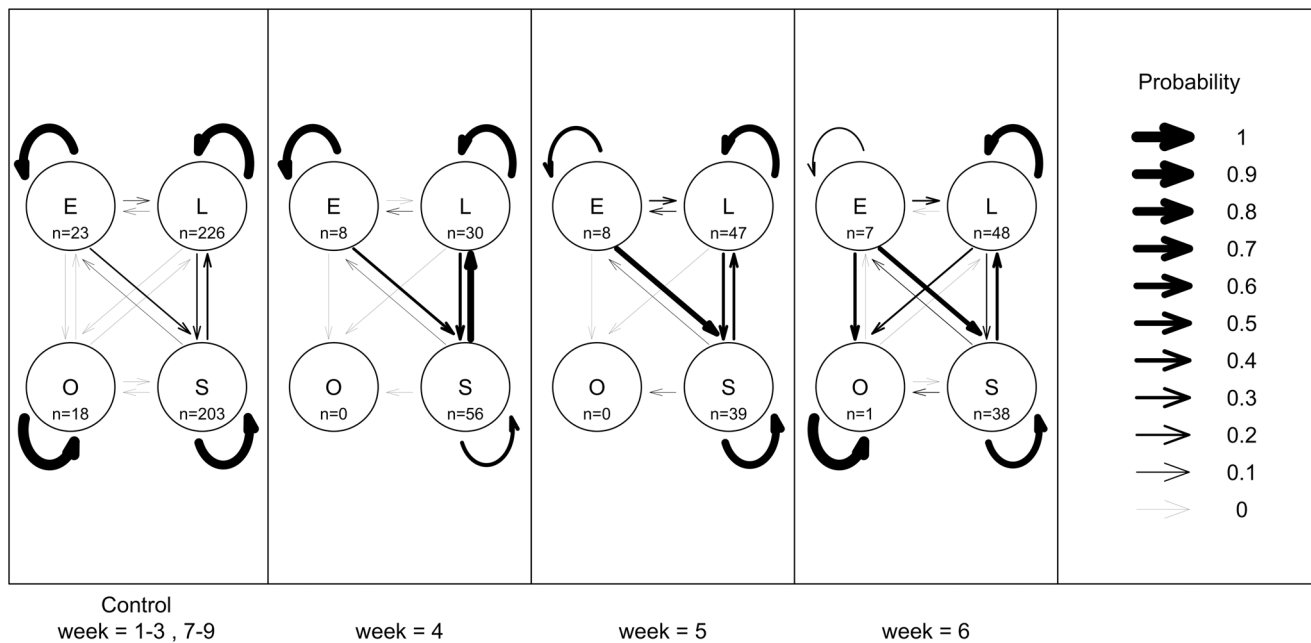 E
L
n=23
n=226
O
S
n=18
n=203
E
L
n=8
n=30
O
S
n=0
n=56
E
L
n=8
n=47
O
S
n=0
n=39
E
L
n=7
n=48
O
S
n=1
n=38
Probability
1
0.9
0.8
0.7
0.6
0.5
0.4
0.3
0.2
0.1
0
Control
week = 1-3 , 7-9
week = 4
week = 5
week = 6